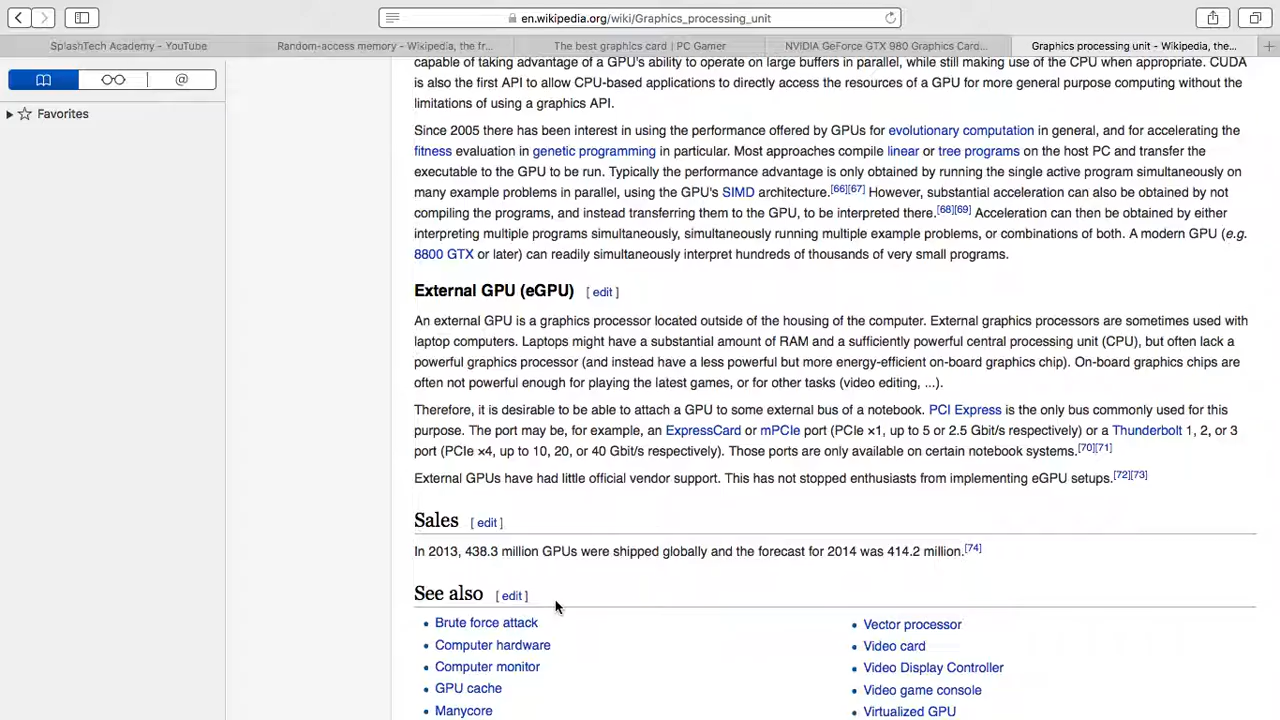 en.wikipedia.org/wiki/Graphics_processing_unit
SplashTech Academy - YouTube
Random-access memory - Wikipedia, the fr...
The best graphics card | PC Gamer
NVIDIA GeForce GTX 980 Graphics Card...
Graphics processing unit - Wikipedia, the...
@
Favorites
capable of taking advantage of a GPU's ability to operate on large buffers in parallel, while still making use of the CPU when appropriate. CUDA
is also the first API to allow CPU-based applications to directly access the resources of a GPU for more general purpose computing without the
limitations of using a graphics API.
Since 2005 there has been interest in using the performance offered by GPUs for evolutionary computation in general, and for accelerating the
fitness evaluation in genetic programming in particular. Most approaches compile linear or tree programs on the host PC and transfer the
executable to the GPU to be run. Typically the performance advantage is only obtained by running the single active program simultaneously on
many example problems in parallel, using the GPU's SIMD architecture.[66][67] However, substantial acceleration can also be obtained by not
compiling the programs, and instead transferring them to the GPU, to be interpreted there.[68][69] Acceleration can then be obtained by either
interpreting multiple programs simultaneously, simultaneously running multiple example problems, or combinations of both. A modern GPU (e.g.
8800 GTX or later) can readily simultaneously interpret hundreds of thousands of very small programs.
External GPU (eGPU) [ edit ]
An external GPU is a graphics processor located outside of the housing of the computer. External graphics processors are sometimes used with
laptop computers. Laptops might have a substantial amount of RAM and a sufficiently powerful central processing unit (CPU), but often lack a
powerful graphics processor (and instead have a less powerful but more energy-efficient on-board graphics chip). On-board graphics chips are
often not powerful enough for playing the latest games, or for other tasks (video editing, ...).
Therefore, it is desirable to be able to attach a GPU to some external bus of a notebook. PCI Express is the only bus commonly used for this
purpose. The port may be, for example, an ExpressCard or mPCIe port (PCIe ×1, up to 5 or 2.5 Gbit/s respectively) or a Thunderbolt 1, 2, or 3
port (PCIe ×4, up to 10, 20, or 40 Gbit/s respectively). Those ports are only available on certain notebook systems.[70][71]
External GPUs have had little official vendor support. This has not stopped enthusiasts from implementing eGPU setups.[72][73]
Sales [ edit ]
In 2013, 438.3 million GPUs were shipped globally and the forecast for 2014 was 414.2 million.[74]
See also [ edit ]
Brute force attack
Computer hardware
Computer monitor
GPU cache
Manycore
Vector processor
Video card
Video Display Controller
Video game console
Virtualized GPU